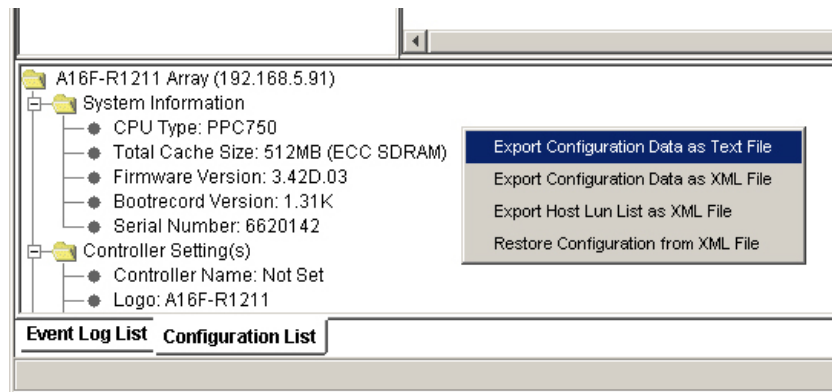 A16F-R1211 Array (192.168.5.91)
System Information
CPU Type: PPC750
Total Cache Size: 512MB (ECC SDRAM)
Firmware Version: 3.42D.03
Bootrecord Version: 1.31K
Serial Number: 6620142
Controller Setting(s)
Controller Name: Not Set
Logo: A16F-R1211
Export Configuration Data as Text File
Export Configuration Data as XML File
Export Host Lun List as XML File
Restore Configuration from XML File
Event Log List
Configuration List